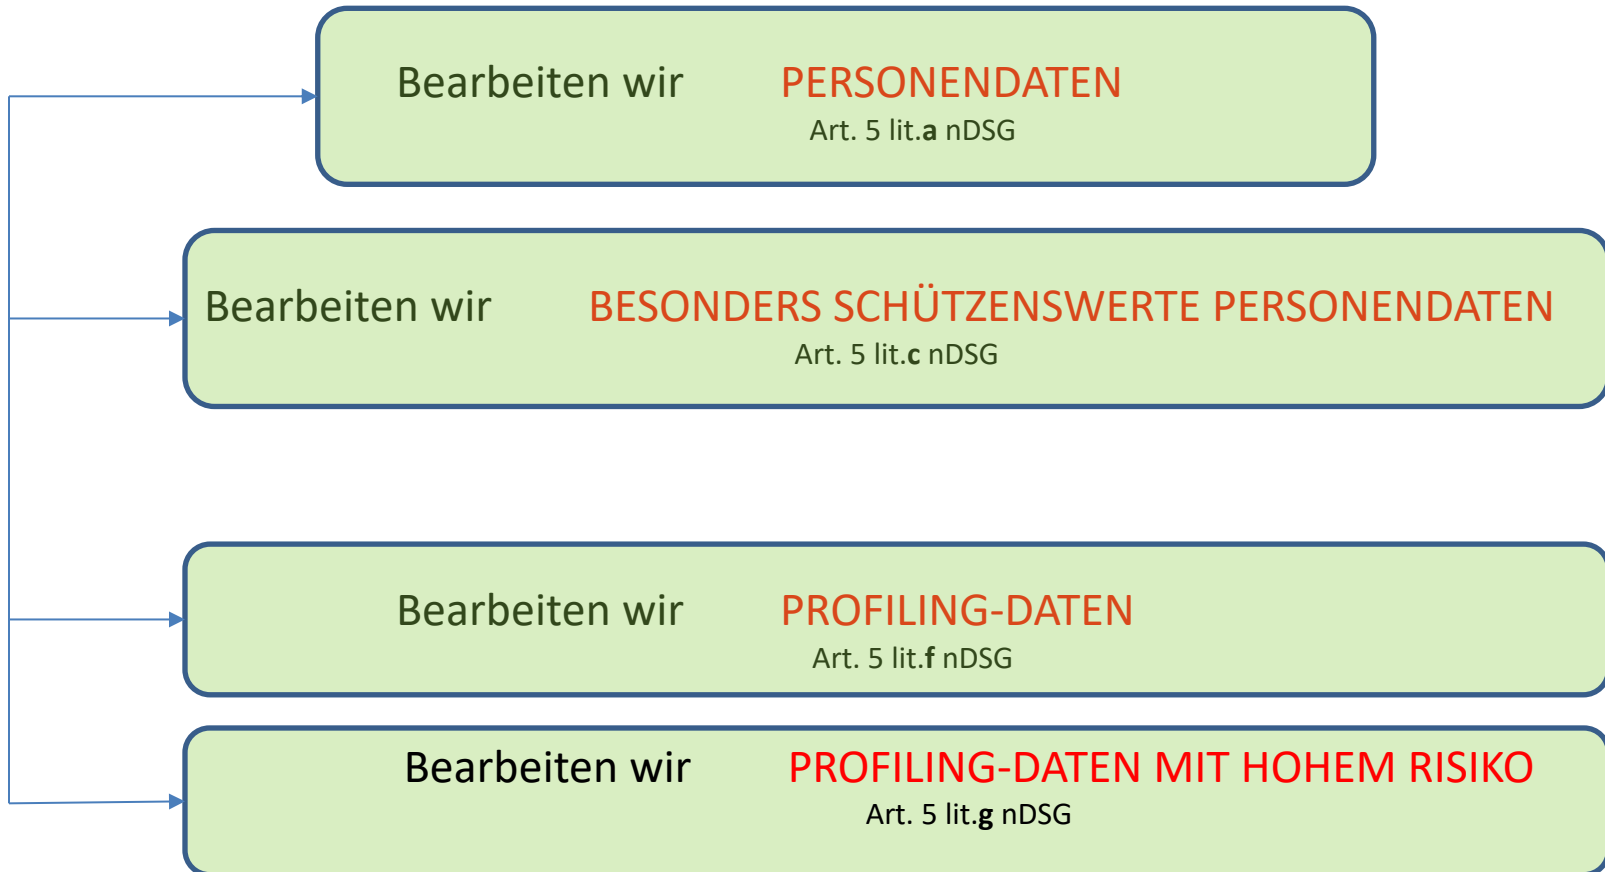 Bearbeiten wir PERSONENDATEN
Art. 5 lit.a nDSG
Bearbeiten wir BESONDERS SCHÜTZENSWERTE PERSONENDATEN
Art. 5 lit.c nDSG
Bearbeiten wir PROFILING-DATEN
Art. 5 lit.f nDSG
Bearbeiten wir PROFILING-DATEN MIT HOHEM RISIKO
Art. 5 lit.g nDSG